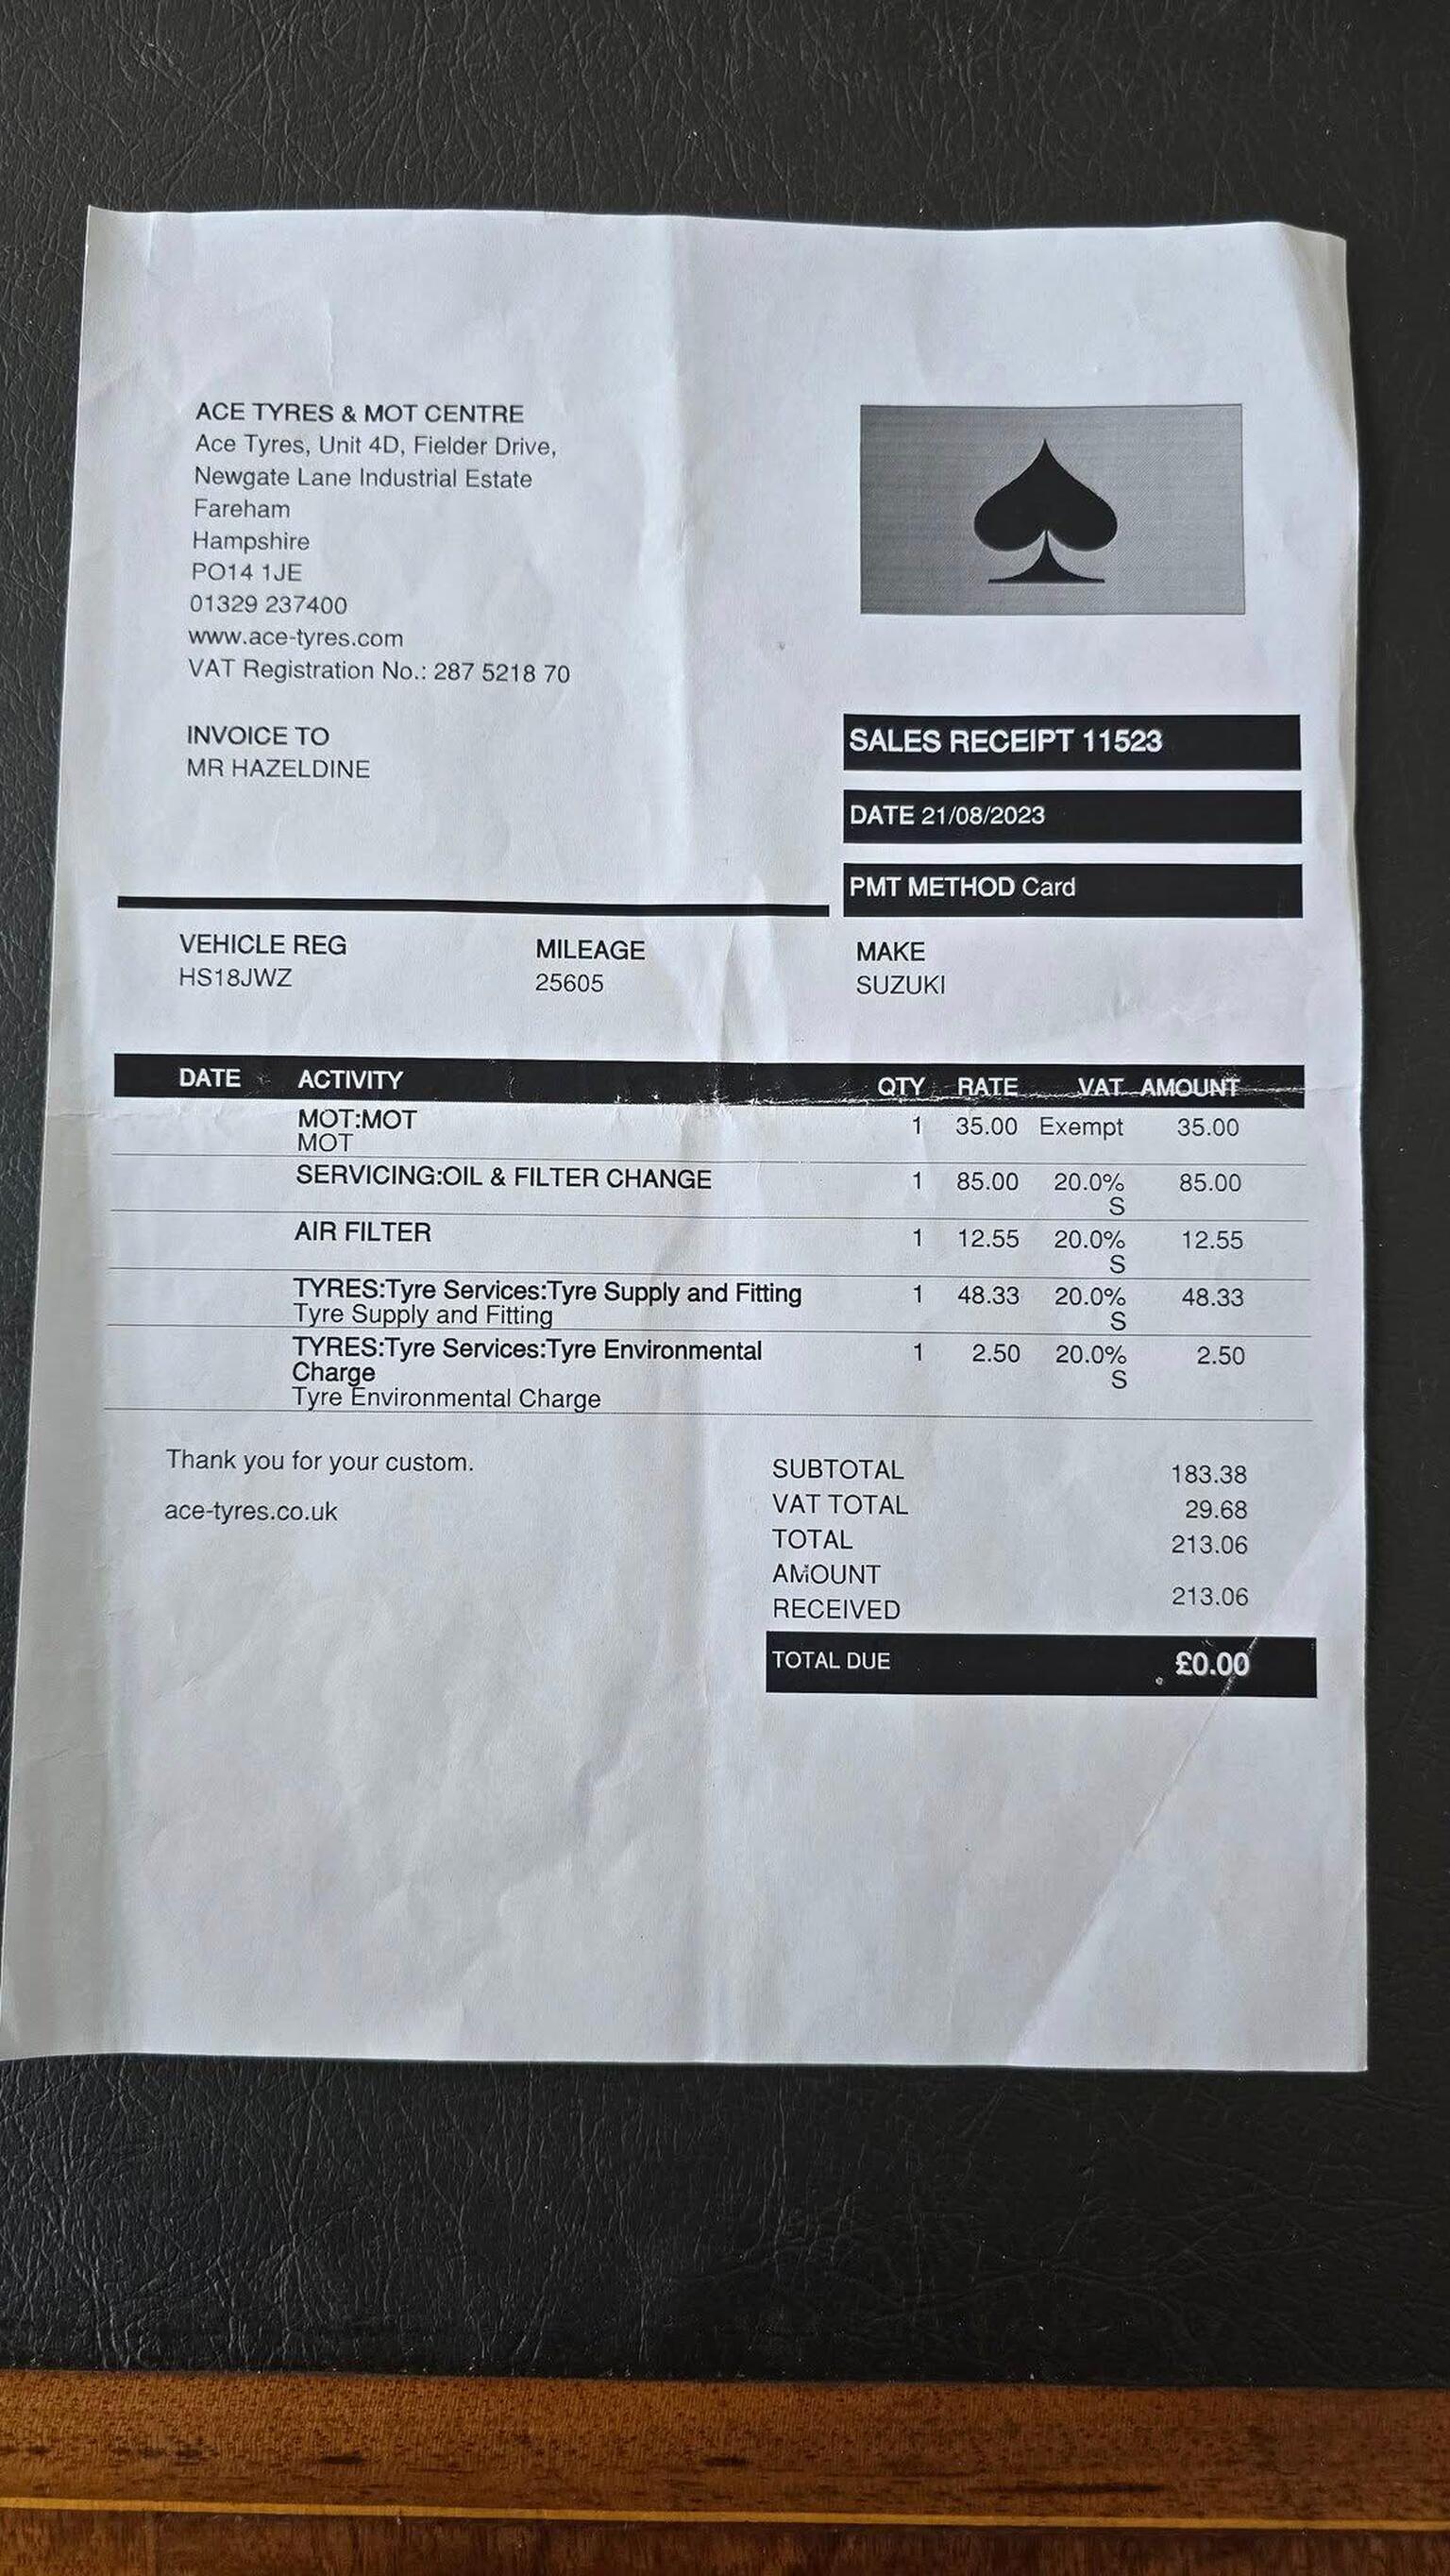 ACE TYRES & MOT CENTRE
Ace Tyres, Unit 4D, Fielder Drive,
Newgate Lane Industrial Estate
Fareham
Hampshire
PO14 1JE
01329 237400
www.ace-tyres.com
VAT Registration No.: 287 5218 70
INVOICE TO
MR HAZELDINE
SALES RECEIPT 11523
DATE 21/08/2023
PMT METHOD Card
VEHICLE REG MILEAGE MAKE
HS18JWZ 25605 SUZUKI
DATE ACTIVITY QTY RATE VAT AMOUNT
MOT:MOT 1 35.00 Exempt 35.00
MOT
SERVICING:OIL & FILTER CHANGE 1 85.00 20.0% 85.00
S
AIR FILTER 1 12.55 20.0% 12.55
S
TYRES:Tyre Services:Tyre Supply and Fitting 1 48.33 20.0% 48.33
Tyre Supply and Fitting S
TYRES:Tyre Services:Tyre Environmental 1 2.50 20.0% 2.50
Charge S
Tyre Environmental Charge
Thank you for your custom.
ace-tyres.co.uk
SUBTOTAL 183.38
VAT TOTAL 29.68
TOTAL 213.06
AMOUNT
RECEIVED 213.06
TOTAL DUE £0.00